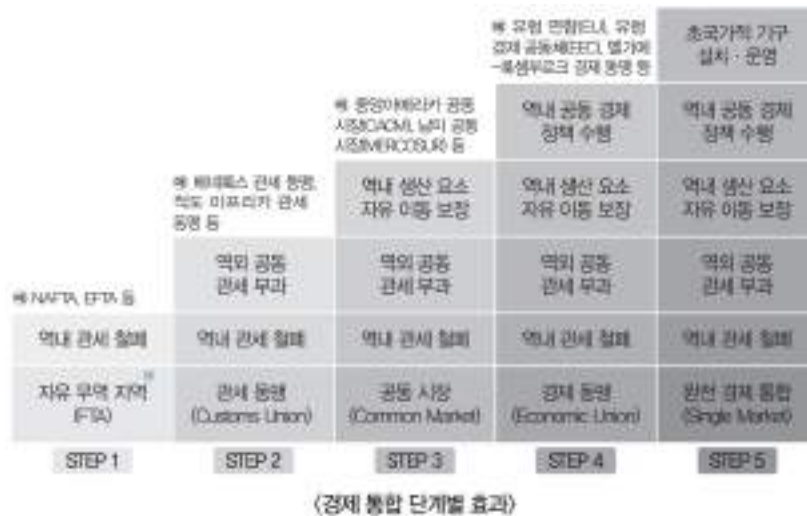 예 유럽 연합(EU), 유럽
경제 공동체(EEC), 벨기에
-룩셈부르크 경제 동맹 등
초국가적 기구
설치 · 운영
예 중앙아메리카 공동
시장(CACM), 남미 공동
시장(MERCOSUR) 등
역내 공동 경제
정책 수행
역내 공동 경제
정책 수행
예 베네룩스 관세 동맹,
적도 아프리카 관세
동맹 등
역내 생산 요소
자유 이동 보장
역내 생산 요소
자유 이동 보장
역내 생산 요소
자유 이동 보장
예 NAFTA, EFTA 등
역외 공동
관세 부과
역외 공동
관세 부과
역외 공동
관세 부과
역외 공동
관세 부과
역내 관세 철폐
역내 관세 철폐
역내 관세 철폐
역내 관세 철폐
역내 관세 철폐
자유 무역 지역
(FTA)
관세 동맹
(Customs Union)
공동 시장
(Common Market)
경제 동맹
(Economic Union)
완전 경제 통합
(Single Market)
STEP 1
STEP 2
STEP 3
STEP 4
STEP 5
〈경제 통합 단계별 효과〉